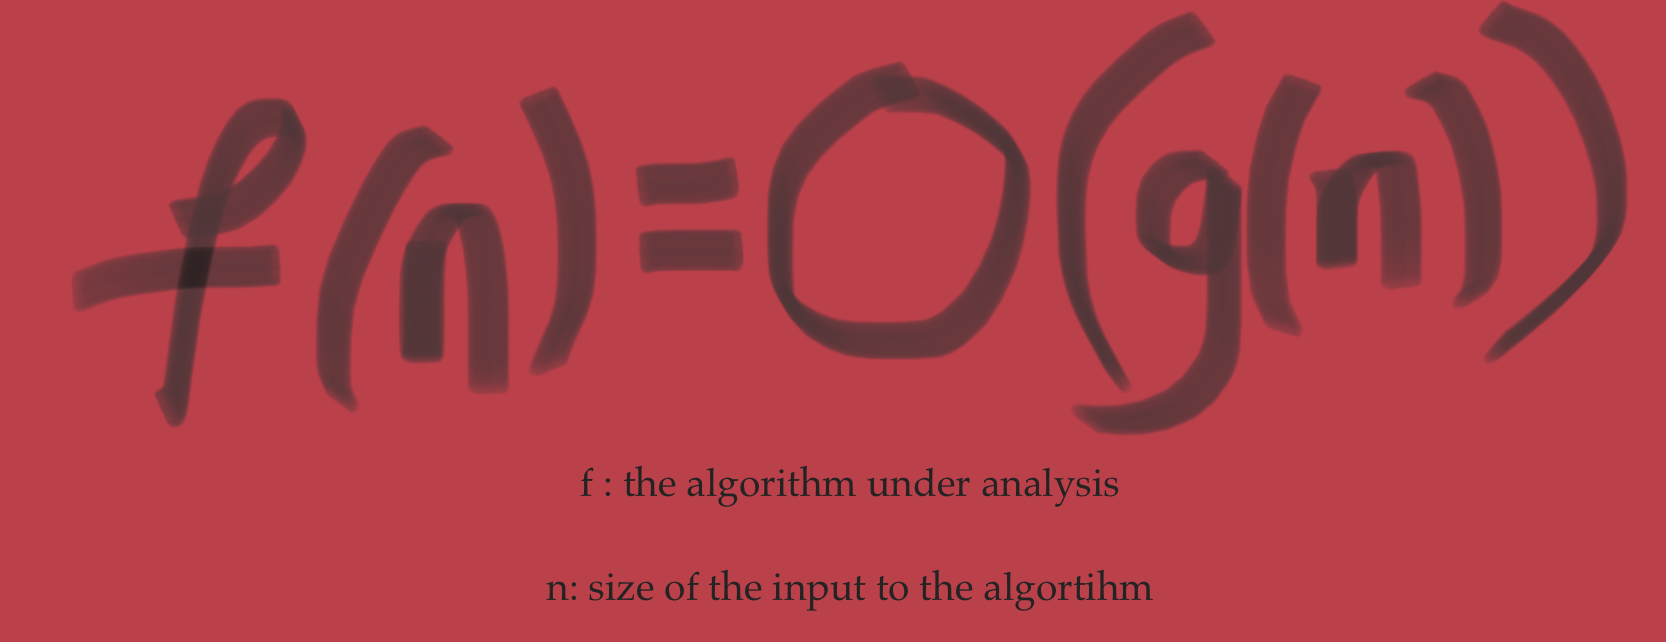 f(n)=O(g(n))
f : the algorithm under analysis
n: size of the input to the algortihm